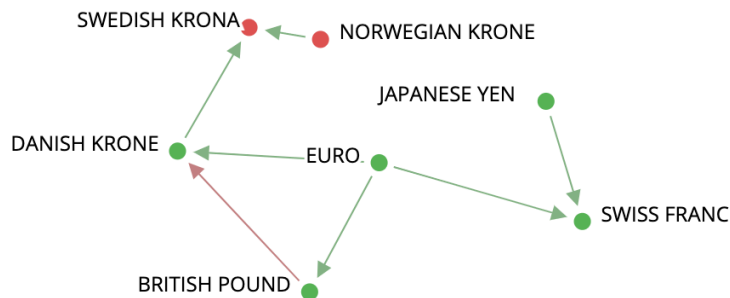 SWEDISH KRONA
NORWEGIAN KRONE
JAPANESE YEN
DANISH KRONE
EURO
SWISS FRANC
BRITISH POUND